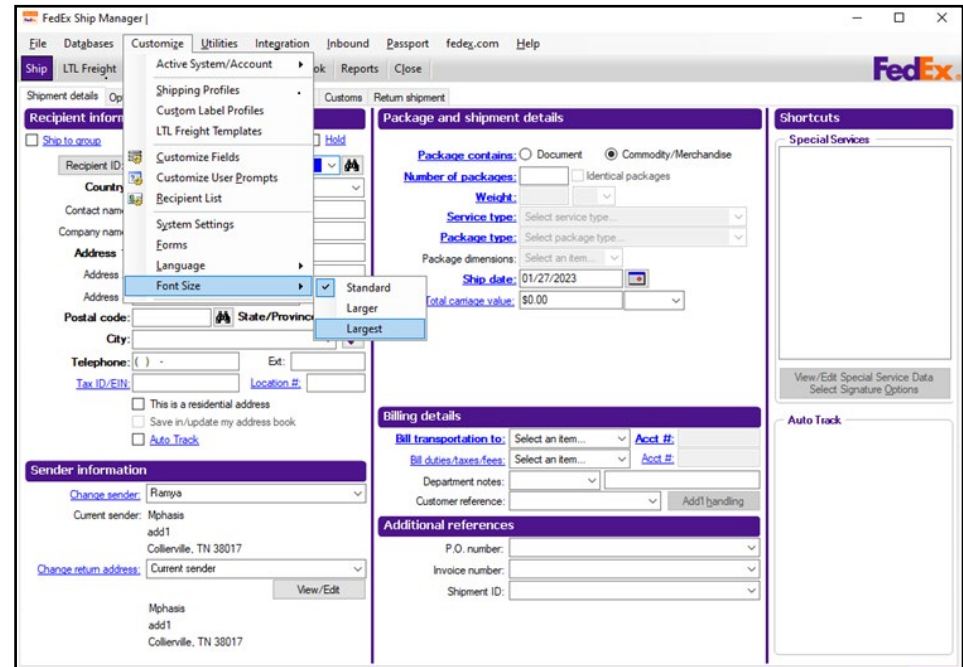 FedEx Ship Manager |
File Databases Customize Utilities Integration Inbound Passport fedex.com Help
Ship LTL Freight ok Reports Close
FedEx.
Shipment details Op Customs Return shipment
Active System/Account
Shipping Profiles
Custom Label Profiles
LTL Freight Templates
Customize Fields
Customize User Prompts
Recipient List
System Settings
Forms
Language
Font Size
Standard
Larger
Largest
Recipient inform
Ship to group Hold
Recipient ID:
Country
Contact nam
Company nam
Address
Address
Address
Postal code: State/Provinc
City:
Telephone: ( ) - Ext:
Tax ID/EIN: Location #:
This is a residential address
Save in/update my address book
Auto Track
Sender information
Change sender: Ramya
Current sender: Mphasis
add1
Collierville, TN 38017
Change return address: Current sender
View/Edit
Mphasis
add1
Collierville, TN 38017
Package and shipment details
Package contains: Document Commodity/Merchandise
Number of packages: Identical packages
Weight:
Service type: Select service type...
Package type: Select package type...
Package dimensions: Select an item...
Ship date: 01/27/2023
Total carriage value: $0.00
Billing details
Bill transportation to: Select an item... Acct #:
Bill duties/taxes/fees: Select an item... Acct #:
Department notes:
Customer reference: Add'l handling
Additional references
P.O. number:
Invoice number:
Shipment ID:
Shortcuts
Special Services
View/Edit Special Service Data
Select Signature Options
Auto Track